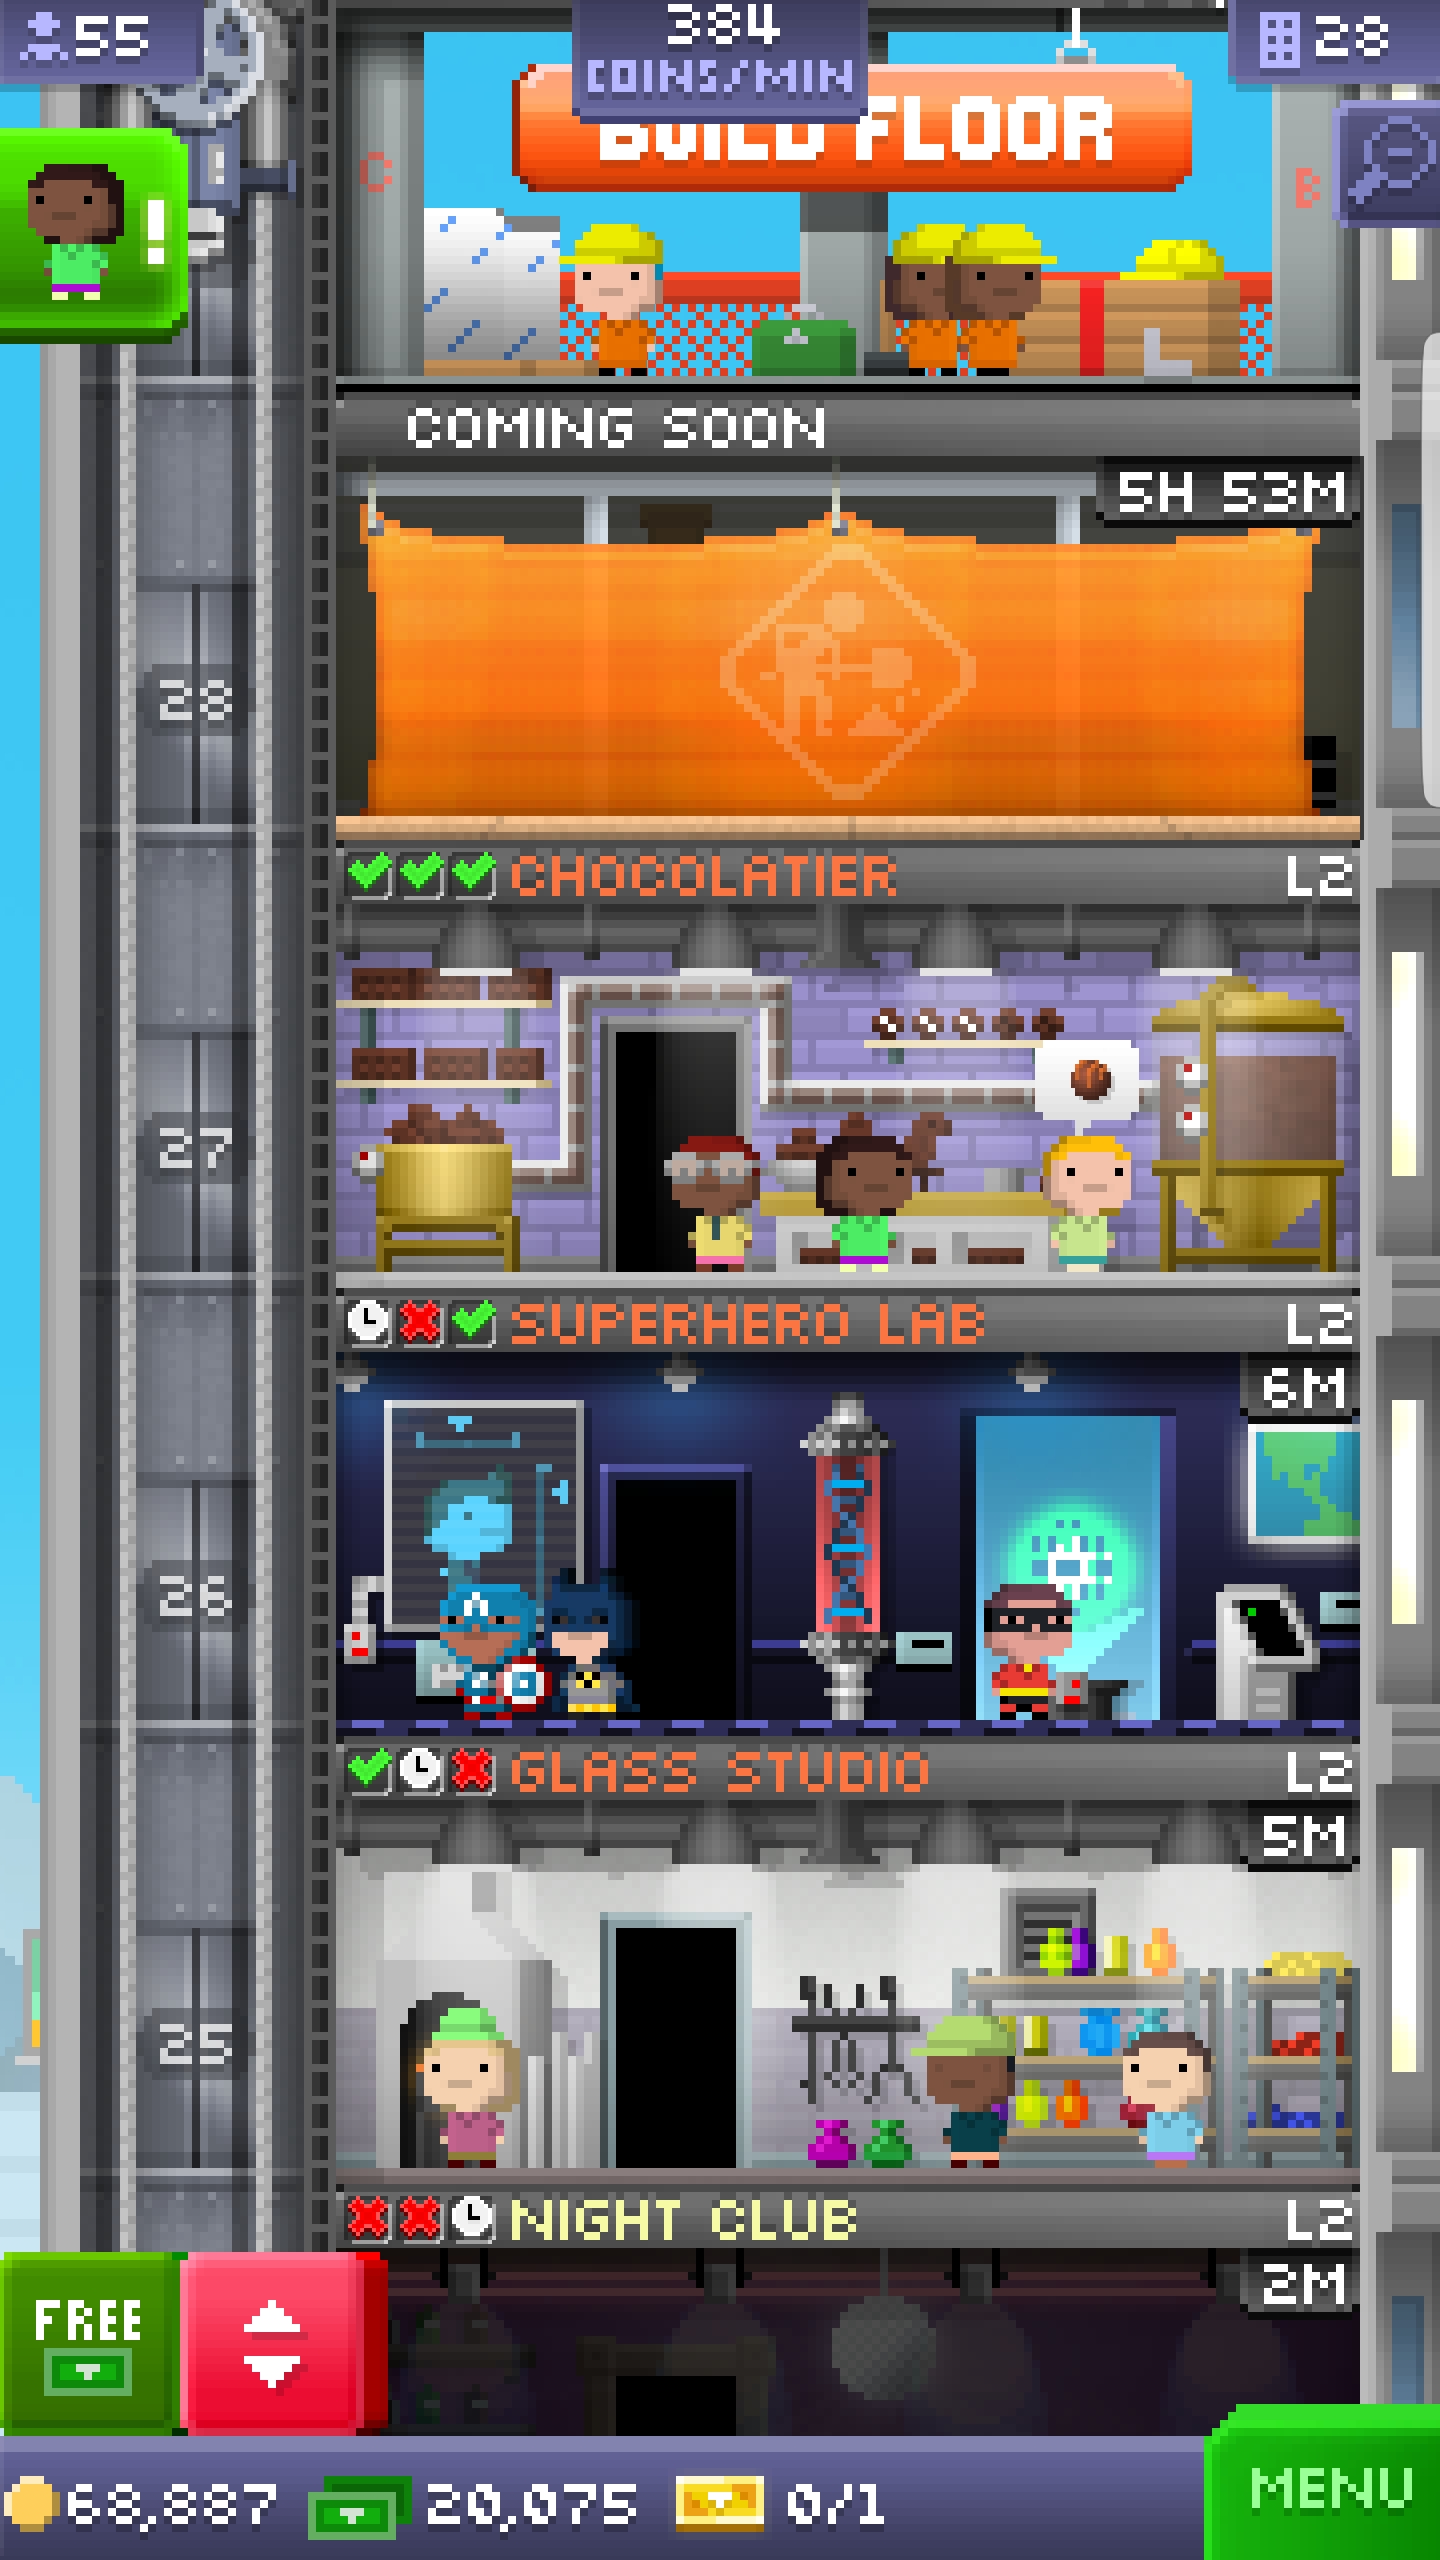 55
384
COINS/MIN
28
BUILD FLOOR
C
B
!
COMING SOON
5H 53M
28
CHOCOLATIER L2
27
SUPERHERO LAB L2
6M
26
GLASS STUDIO L2
5M
25
NIGHT CLUB L2
2M
FREE
68,887 20,075 0/1
MENU